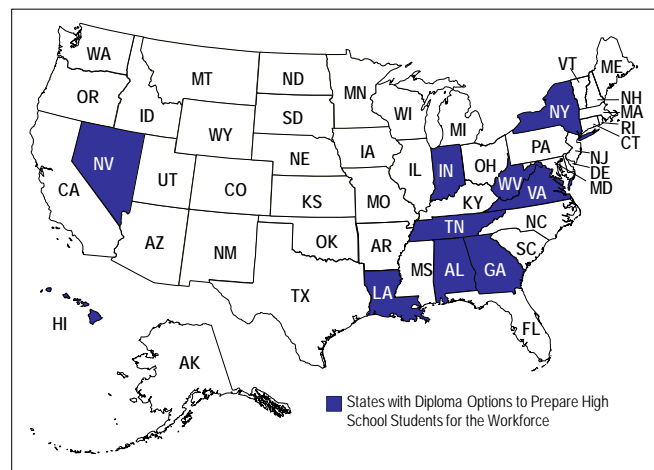 WA
MT
ND
MN
VT
ME
OR
ID
SD
WI
MI
NY
NH
MA
RI
CT
WY
NV
NE
IA
PA
NJ
DE
MD
CA
UT
CO
KS
MO
IL
IN
OH
WV
VA
KY
NC
AZ
NM
OK
AR
TN
SC
MS
AL
GA
TX
LA
FL
HI
AK
States with Diploma Options to Prepare High
School Students for the Workforce